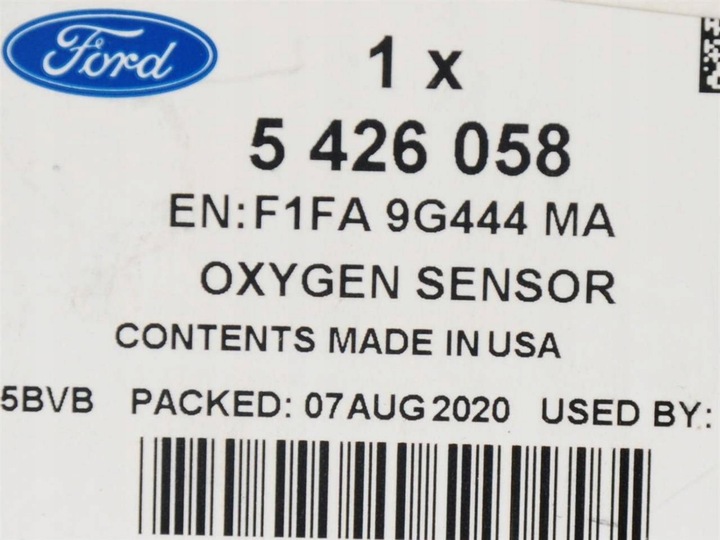 Ford
1 x
5 426 058
EN:F1FA 9G444 MA
OXYGEN SENSOR
CONTENTS MADE IN USA
5BVB PACKED: 07AUG2020 USED BY: